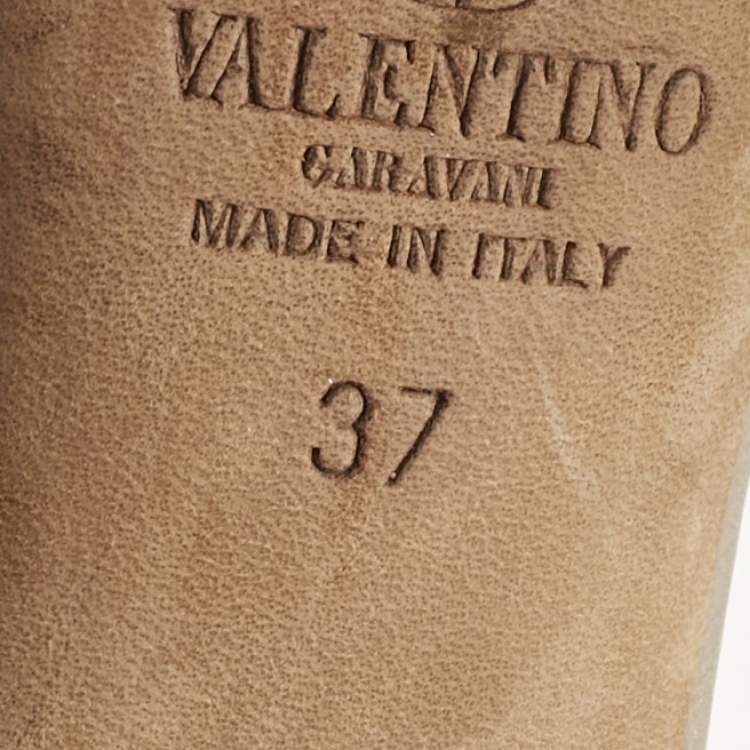 VALENTINO
GARAVANI
MADE IN ITALY
37